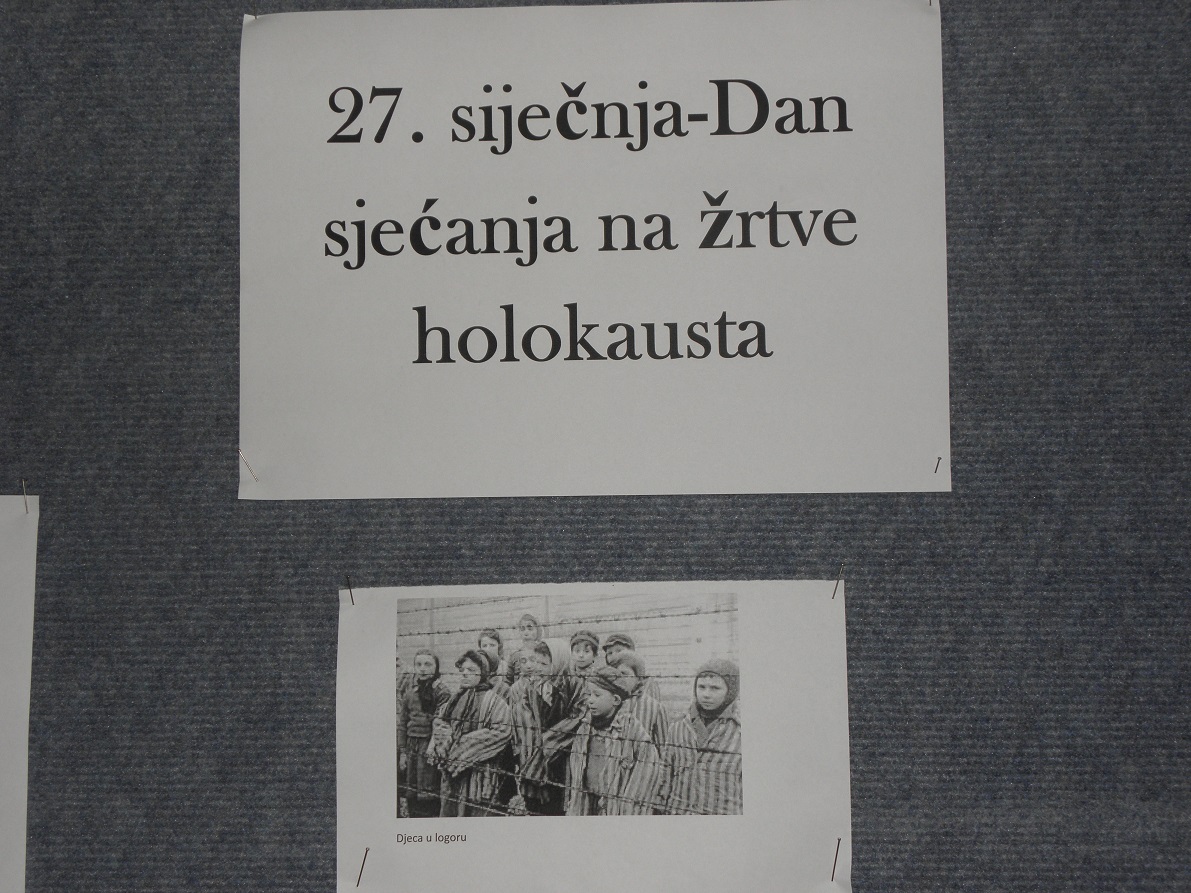 27. siječnja-Dan
sjećanja na žrtve
holokausta
Djeca u logoru